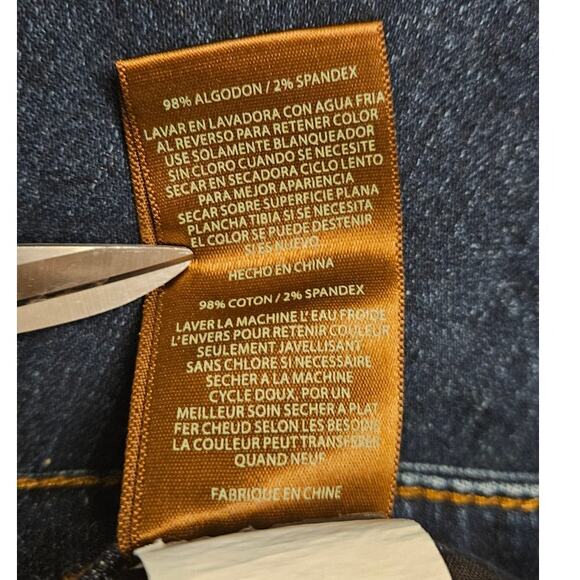 98% ALGODON / 2% SPANDEX
LAVAR EN LAVADORA CON AGUA FRIA
AL REVERSO PARA RETENER COLOR
USE SOLAMENTE BLANQUEADOR
SIN CLORO CUANDO SE NECESITE
SECAR EN SECADORA CICLO LENTO
PARA MEJOR APARIENCIA
SECAR SOBRE SUPERFICIE PLANA
PLANCHA TIBIA SI SE NECESITA
EL COLOR SE PUEDE DESTENIR
SI ES NUEVO
HECHO EN CHINA
98% COTON / 2% SPANDEX
LAVER LA MACHINE L'EAU FROIDE
L'ENVERS POUR RETENIR COULEUR
SEULEMENT JAVELLISANT
SANS CHLORE SI NECESSAIRE
SECHER A LA MACHINE
CYCLE DOUX, POR UN
MEILLEUR SOIN SECHER A PLAT
FER CHEUD SELON LES BESOINS
LA COULEUR PEUT TRANSFERER
QUAND NEUF
FABRIQUE EN CHINE